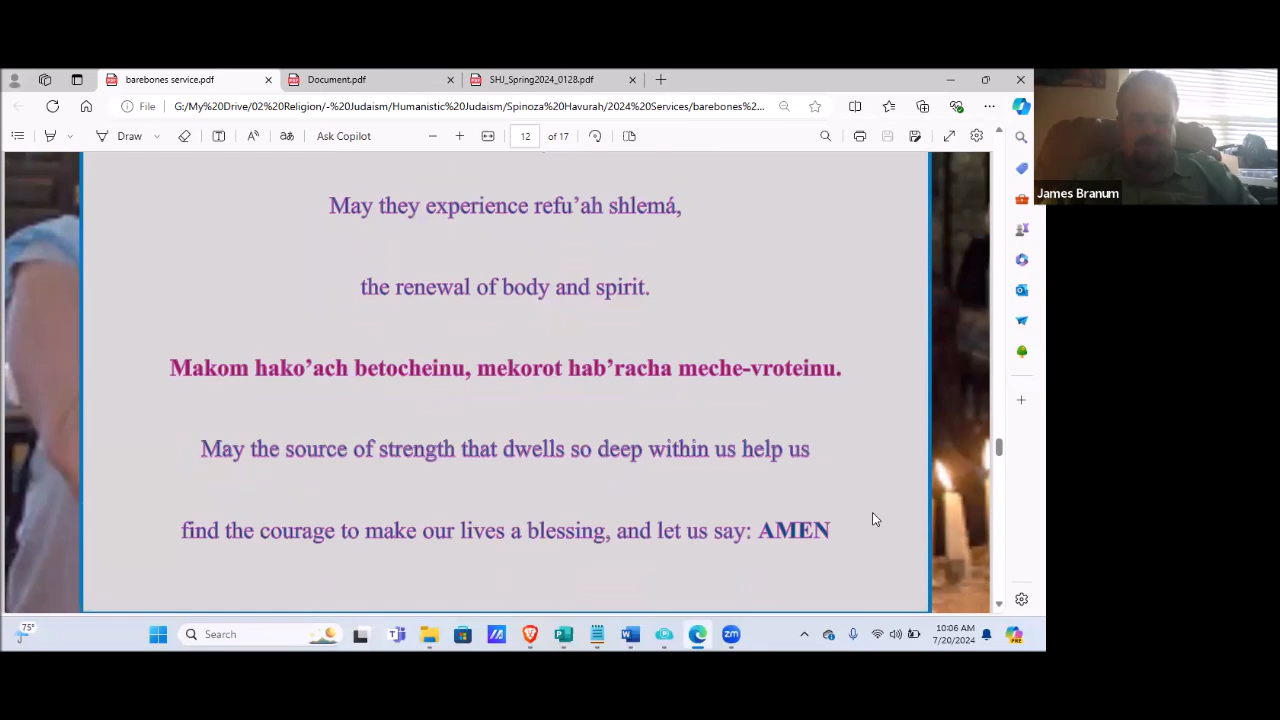 barebones service.pdf
Document.pdf
SHJ_Spring2024_0128.pdf
File
G:/My%20Drive/02%20Religion/-%20Judaism/Humanistic%20Judaism/Spinoza%20Havurah/2024%20Services/barebones%2...
Draw
Ask Copilot
12 of 17
James Branum
May they experience refu’ah shlemá,
the renewal of body and spirit.
Makom hako’ach betocheinu, mekorot hab’racha meche-vroteinu.
May the source of strength that dwells so deep within us help us
find the courage to make our lives a blessing, and let us say: AMEN
75°
Search
10:06 AM
7/20/2024